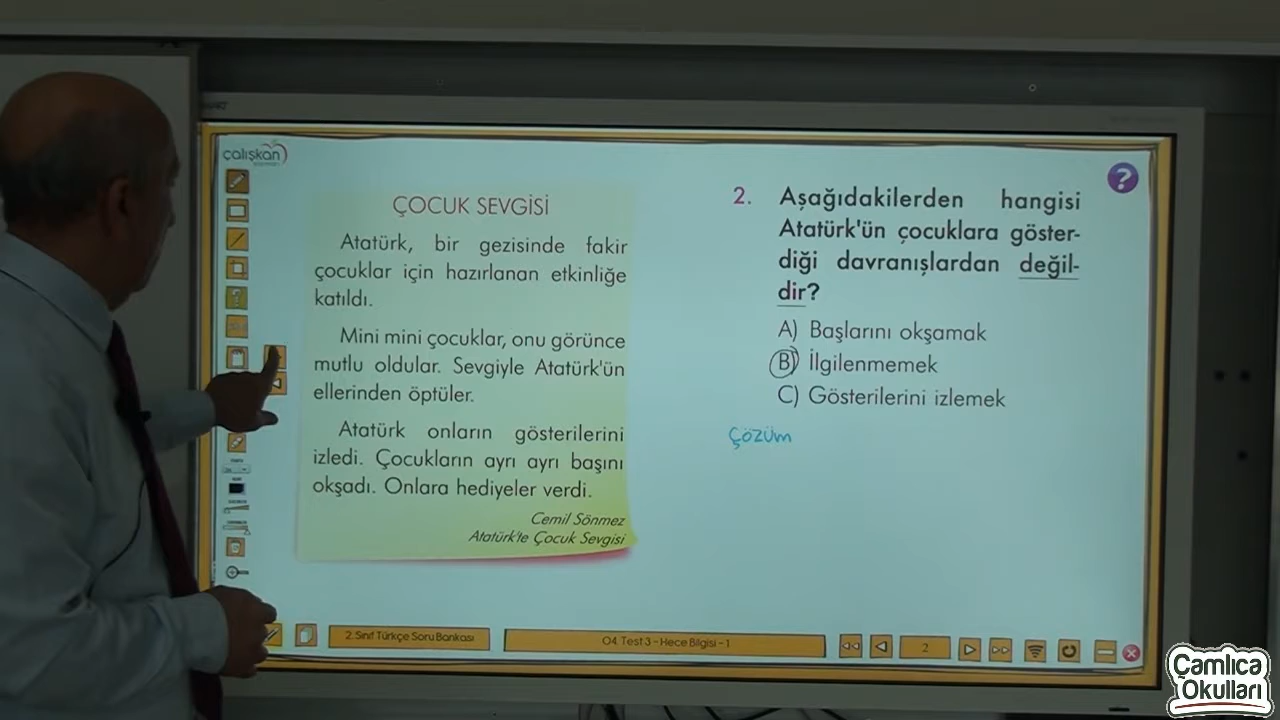 çalışkan
ÇOCUK SEVGİSİ
Atatürk, bir gezisinde fakir
çocuklar için hazırlanan etkinliğe
katıldı.
Mini mini çocuklar, onu görünce
mutlu oldular. Sevgiyle Atatürk'ün
ellerinden öptüler.
Atatürk onların gösterilerini
izledi. Çocukların ayrı ayrı başını
okşadı. Onlara hediyeler verdi.
Cemil Sönmez
Atatürk'te Çocuk Sevgisi
?
2. Aşağıdakilerden hangisi
Atatürk'ün çocuklara göster-
diği davranışlardan değil-
dir?
A) Başlarını okşamak
B) İlgilenmemek
C) Gösterilerini izlemek
Çözüm
2. Sınıf Türkçe Soru Bankası
04. Test 3 - Hece Bilgisi - 1
2
Çamlıca
Okulları